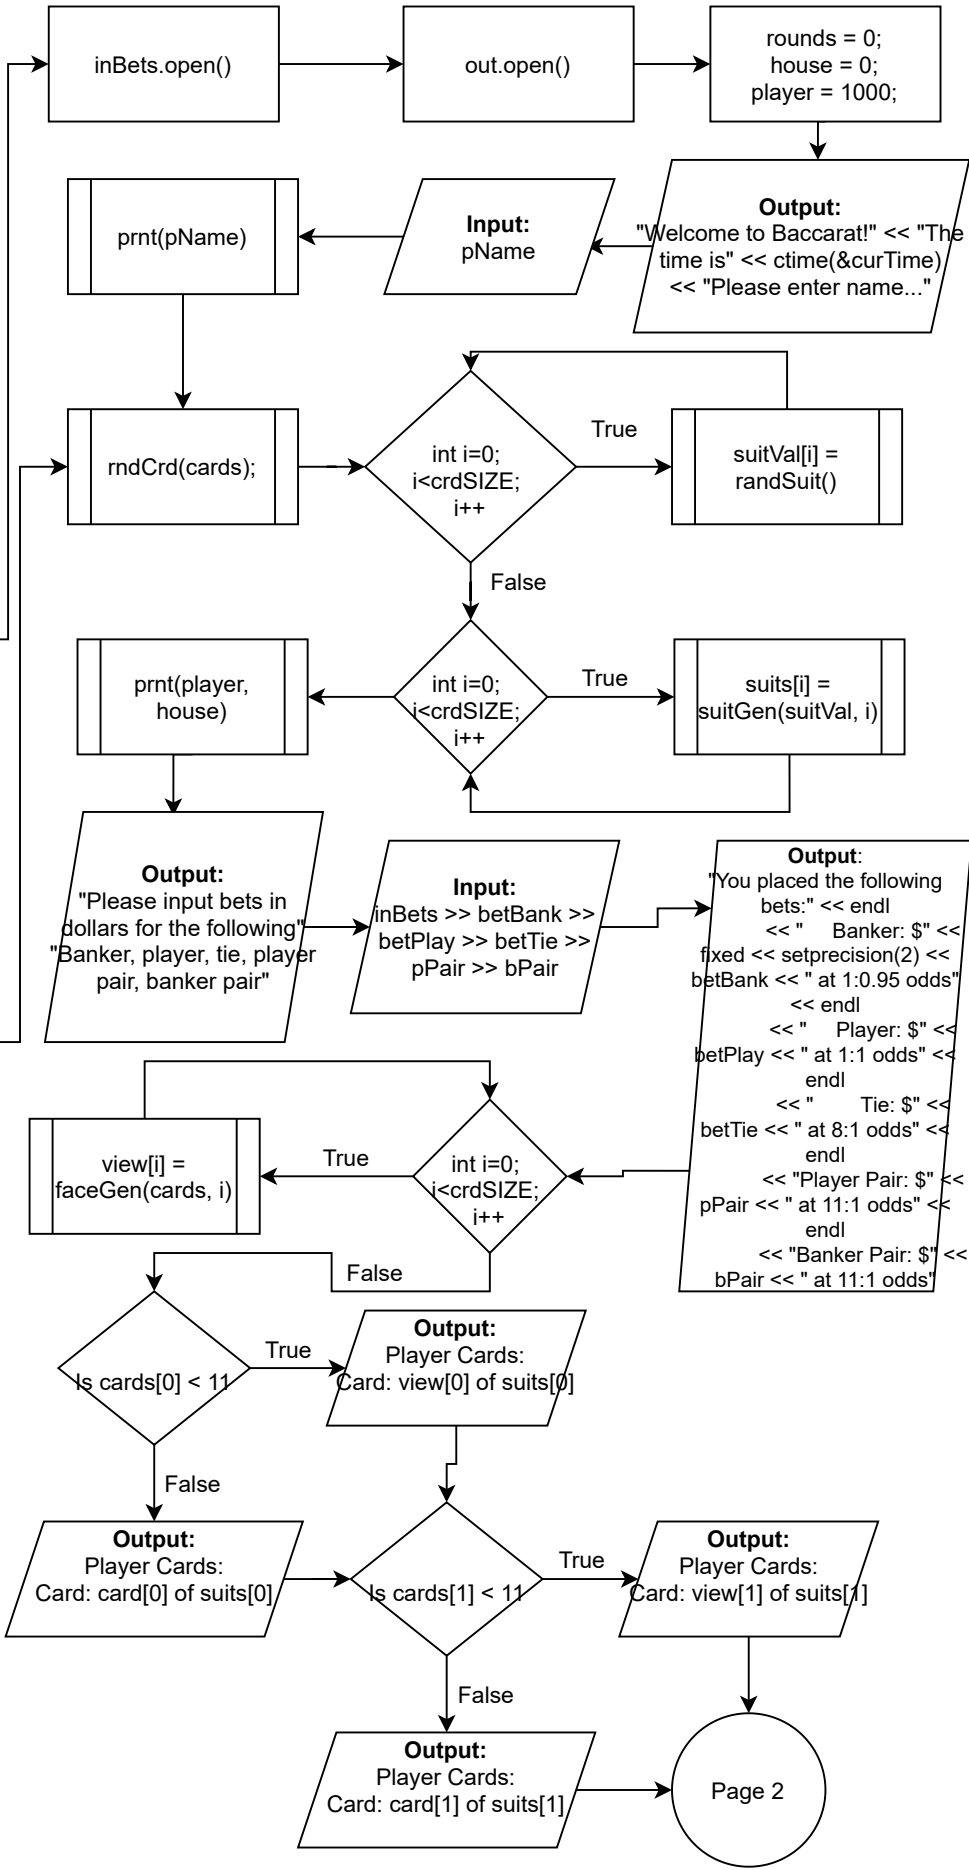 inBets.open()
out.open()
rounds = 0;
house = 0;
player = 1000;
prnt(pName)
Input:
pName
Output:
"Welcome to Baccarat!" << "The
time is" << ctime(&curTime)
<< "Please enter name..."
rndCrd(cards);
int i=0;
i<crdSIZE;
i++
True
suitVal[i] =
randSuit()
False
prnt(player,
house)
int i=0;
i<crdSIZE;
i++
True
suits[i] =
suitGen(suitVal, i)
Output:
"Please input bets in
dollars for the following"
"Banker, player, tie, player
pair, banker pair"
Input:
inBets >> betBank >>
betPlay >> betTie >>
pPair >> bPair
Output:
"You placed the following
bets:" << endl
<< "     Banker: $" <<
fixed << setprecision(2) <<
betBank << " at 1:0.95 odds"
<< endl
<< "     Player: $" <<
betPlay << " at 1:1 odds" <<
endl
<< "        Tie: $" <<
betTie << " at 8:1 odds" <<
endl
<< "Player Pair: $" <<
pPair << " at 11:1 odds" <<
endl
<< "Banker Pair: $" <<
bPair << " at 11:1 odds"
view[i] =
faceGen(cards, i)
True
int i=0;
i<crdSIZE;
i++
False
Is cards[0] < 11
True
Output:
Player Cards:
Card: view[0] of suits[0]
False
Output:
Player Cards:
Card: card[0] of suits[0]
Is cards[1] < 11
True
Output:
Player Cards:
Card: view[1] of suits[1]
False
Output:
Player Cards:
Card: card[1] of suits[1]
Page 2